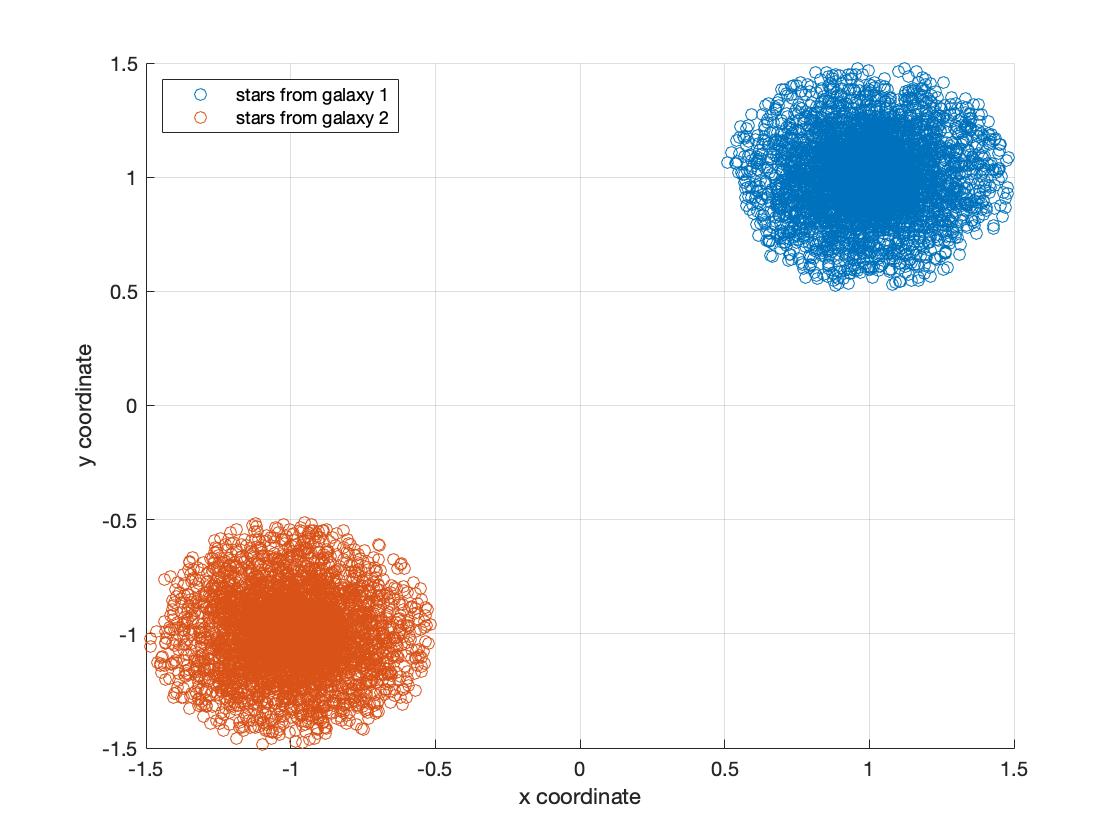 stars from galaxy 1
stars from galaxy 2
1.5
1
0.5
0
-0.5
-1
-1.5
y coordinate
-1.5 -1 -0.5 0 0.5 1 1.5
x coordinate